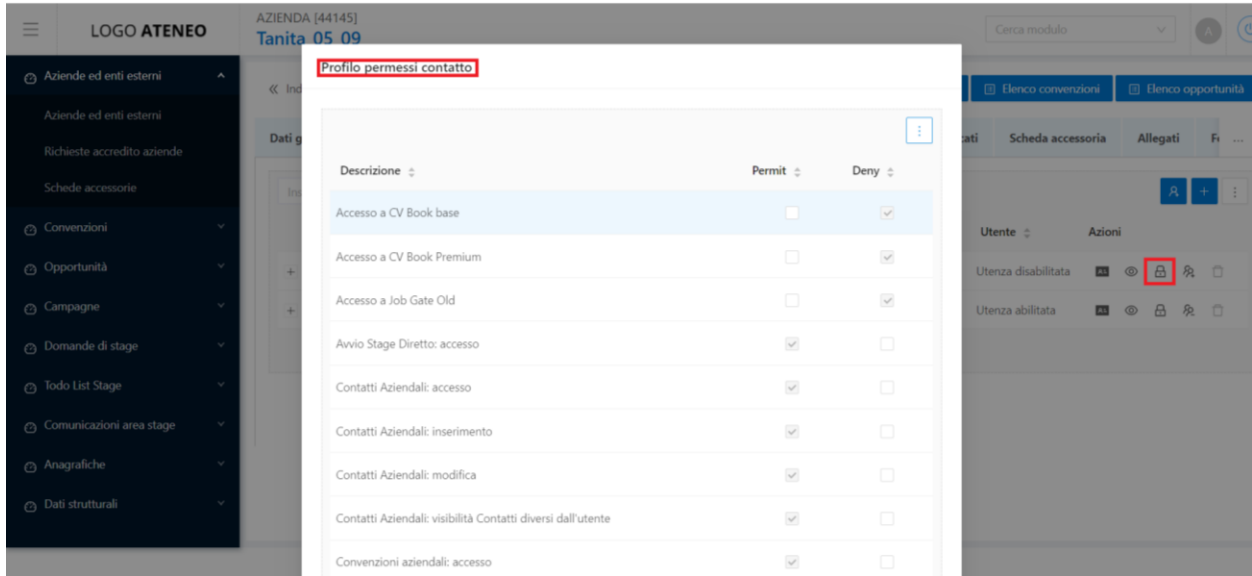 LOGO ATENEO
AZIENDA [44145]
Tanita_05_09
Cerca modulo
A
Aziende ed enti esterni
Aziende ed enti esterni
Richieste accredito aziende
Schede accessorie
Convenzioni
Opportunità
Campagne
Domande di stage
Todo List Stage
Comunicazioni area stage
Anagrafiche
Dati strutturali
Elenco convenzioni
Elenco opportunità
Scheda accessoria
Allegati
Profilo permessi contatto
Descrizione Permit Deny
Accesso a CV Book base
Accesso a CV Book Premium
Accesso a Job Gate Old
Avvio Stage Diretto: accesso
Contatti Aziendali: accesso
Contatti Aziendali: inserimento
Contatti Aziendali: modifica
Contatti Aziendali: visibilità Contatti diversi dall'utente
Convenzioni aziendali: accesso
Utente Azioni
Utenza disabilitata
Utenza abilitata